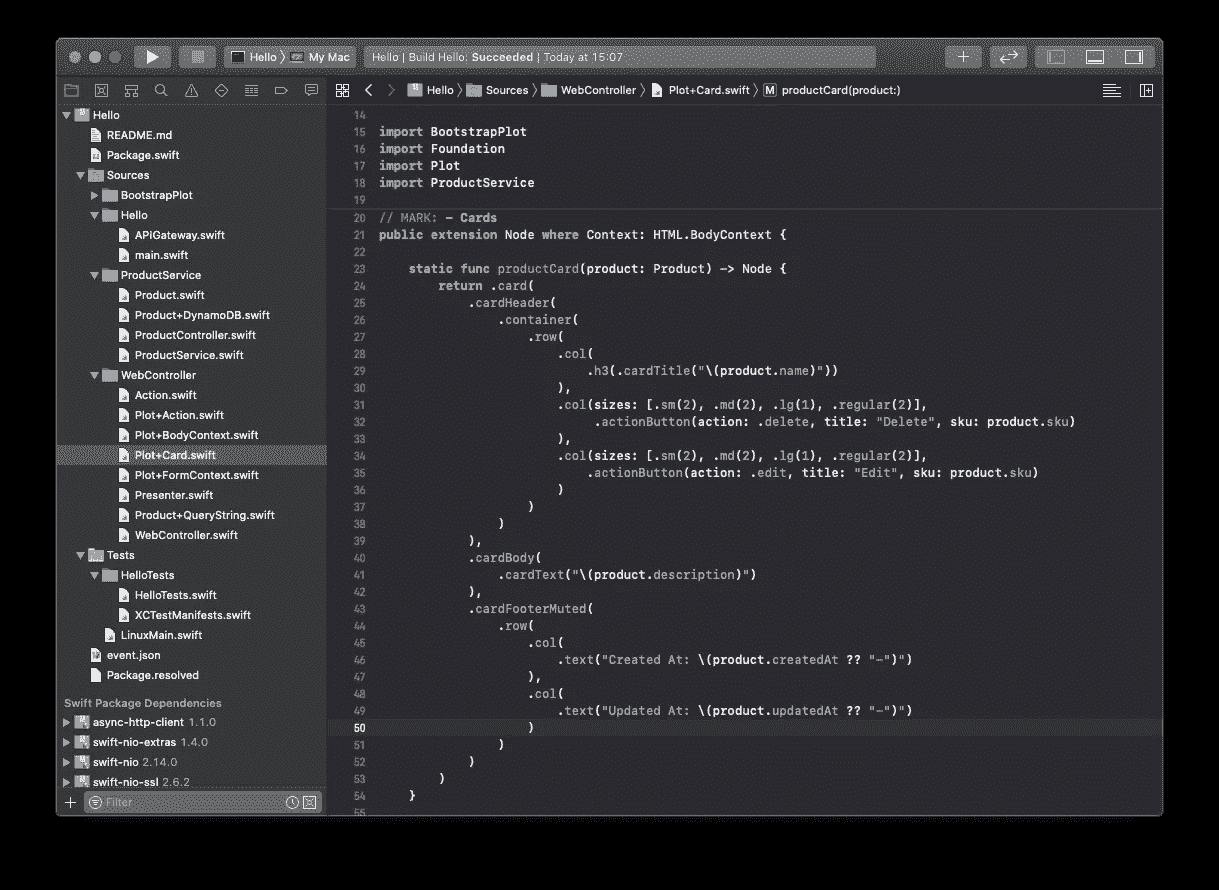 Hello 〉 My Mac
Hello | Build Hello: Succeeded | Today at 15:07
Hello 〉 Sources 〉 WebController 〉 Plot+Card.swift 〉 M productCard(product:)
Hello
README.md
Package.swift
Sources
BootstrapPlot
Hello
APIGateway.swift
main.swift
ProductService
Product.swift
Product+DynamoDB.swift
ProductController.swift
ProductService.swift
WebController
Action.swift
Plot+Action.swift
Plot+BodyContext.swift
Plot+Card.swift
Plot+FormContext.swift
Presenter.swift
Product+QueryString.swift
WebController.swift
Tests
HelloTests
HelloTests.swift
XCTestManifests.swift
LinuxMain.swift
event.json
Package.resolved
Swift Package Dependencies
async-http-client 1.1.0
swift-nio-extras 1.4.0
swift-nio 2.14.0
swift-nio-ssl 2.6.2
Filter
14
15 import BootstrapPlot
16 import Foundation
17 import Plot
18 import ProductService
19
20 // MARK: - Cards
21 public extension Node where Context: HTML.BodyContext {
22
23     static func productCard(product: Product) -> Node {
24         return .card(
25             .cardHeader(
26                 .container(
27                     .row(
28                         .col(
29                             .h3(.cardTitle("\(product.name)"))
30                         ),
31                         .col(sizes: [.sm(2), .md(2), .lg(1), .regular(2)],
32                              .actionButton(action: .delete, title: "Delete", sku: product.sku)
33                         ),
34                         .col(sizes: [.sm(2), .md(2), .lg(1), .regular(2)],
35                             .actionButton(action: .edit, title: "Edit", sku: product.sku)
36                         )
37                     )
38                 )
39             ),
40             .cardBody(
41                 .cardText("\(product.description)")
42             ),
43             .cardFooterMuted(
44                 .row(
45                     .col(
46                         .text("Created At: \(product.createdAt ?? "-")")
47                     ),
48                     .col(
49                         .text("Updated At: \(product.updatedAt ?? "-")")
50                     )
51                 )
52             )
53         )
54     }
55